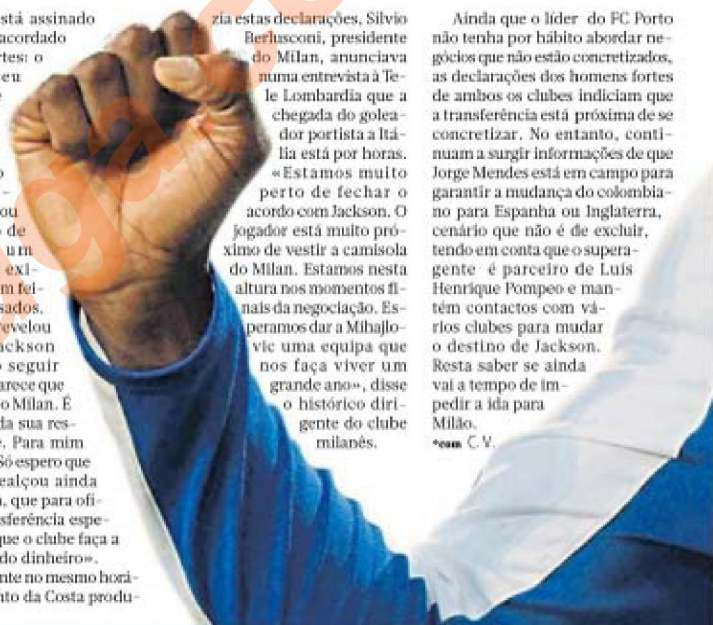 stá assinado
acordado
tes: o
eu
ou
de
um
exi-
m fei-
sados.
evelou
ackson
seguir
arece que
o Milan. É
da sua res-
. Para mim
Só espero que
ealçou ainda
, que para ofi-
sferência espe-
que o clube faça a
do dinheiro».
nte no mesmo horá-
nto da Costa produ-
zia estas declarações, Silvio
Berlusconi, presidente
do Milan, anunciava
numa entrevista à Te-
le Lombardia que a
chegada do golea-
dor portista a Itá-
lia está por horas.
«Estamos muito
perto de fechar o
acordo com Jackson. O
jogador está muito pró-
ximo de vestir a camisola
do Milan. Estamos nesta
altura nos momentos fi-
nais da negociação. Es-
peramos dar a Mihajlo-
vic uma equipa que
nos faça viver um
grande ano», disse
o histórico diri-
gente do clube
milanês.
Ainda que o líder do FC Porto
não tenha por hábito abordar ne-
gócios que não estão concretizados,
as declarações dos homens fortes
de ambos os clubes indiciam que
a transferência está próxima de se
concretizar. No entanto, conti-
nuam a surgir informações de que
Jorge Mendes está em campo para
garantir a mudança do colombia-
no para Espanha ou Inglaterra,
cenário que não é de excluir,
tendo em conta que o supera-
gente é parceiro de Luís
Henrique Pompeo e man-
tém contactos com vá-
rios clubes para mudar
o destino de Jackson.
Resta saber se ainda
vai a tempo de im-
pedir a ida para
Milão.
*com C. V.